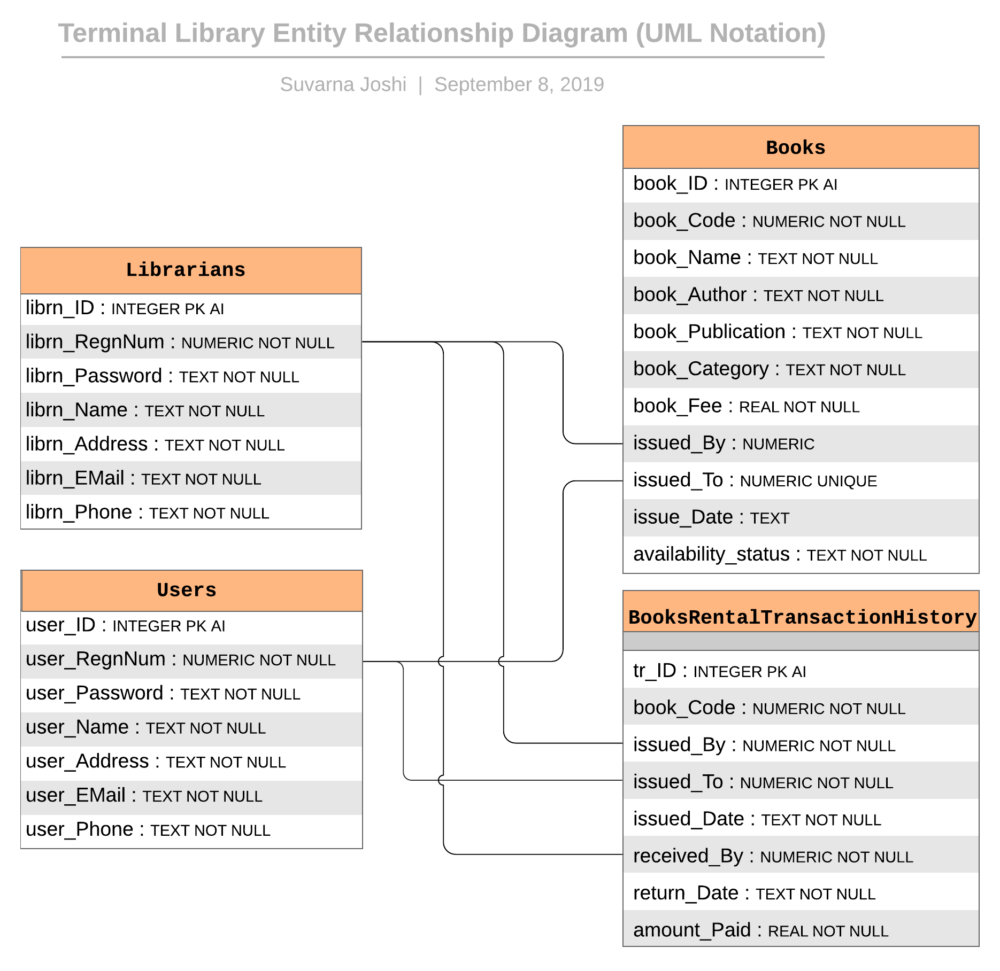 Terminal Library Entity Relationship Diagram (UML Notation)
Suvarna Joshi | September 8, 2019
Librarians
librn_ID : INTEGER PK AI
librn_RegnNum : NUMERIC NOT NULL
librn_Password : TEXT NOT NULL
librn_Name : TEXT NOT NULL
librn_Address : TEXT NOT NULL
librn_EMail : TEXT NOT NULL
librn_Phone : TEXT NOT NULL
Users
user_ID : INTEGER PK AI
user_RegnNum : NUMERIC NOT NULL
user_Password : TEXT NOT NULL
user_Name : TEXT NOT NULL
user_Address : TEXT NOT NULL
user_EMail : TEXT NOT NULL
user_Phone : TEXT NOT NULL
Books
book_ID : INTEGER PK AI
book_Code : NUMERIC NOT NULL
book_Name : TEXT NOT NULL
book_Author : TEXT NOT NULL
book_Publication : TEXT NOT NULL
book_Category : TEXT NOT NULL
book_Fee : REAL NOT NULL
issued_By : NUMERIC
issued_To : NUMERIC UNIQUE
issue_Date : TEXT
availability_status : TEXT NOT NULL
BooksRentalTransactionHistory
tr_ID : INTEGER PK AI
book_Code : NUMERIC NOT NULL
issued_By : NUMERIC NOT NULL
issued_To : NUMERIC NOT NULL
issued_Date : TEXT NOT NULL
received_By : NUMERIC NOT NULL
return_Date : TEXT NOT NULL
amount_Paid : REAL NOT NULL